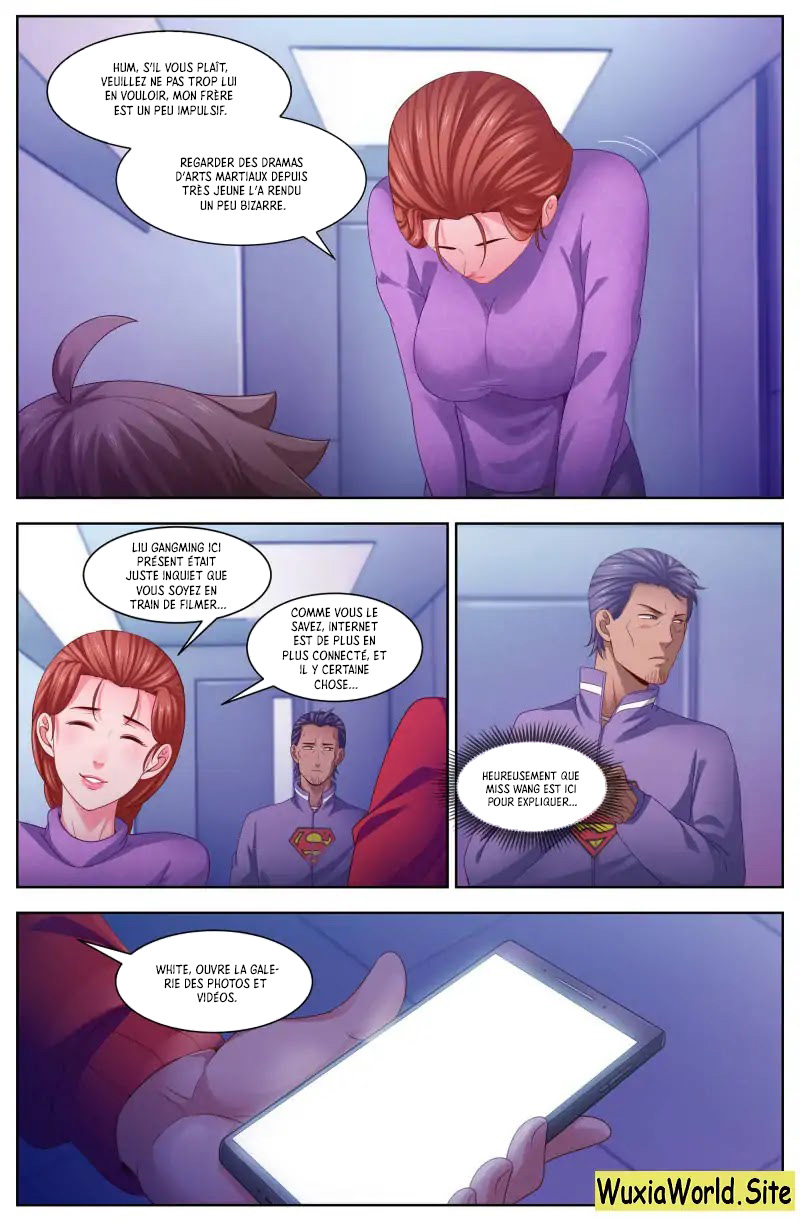 HUM, S'IL VOUS PLAÎT,
VEUILLEZ NE PAS TROP LUI
EN VOULOIR, MON FRÈRE
EST UN PEU IMPULSIF.
REGARDER DES DRAMAS
D'ARTS MARTIAUX DEPUIS
TRÈS JEUNE L'A RENDU
UN PEU BIZARRE.
LIU GANGMING ICI
PRÉSENT ÉTAIT
JUSTE INQUIET QUE
VOUS SOYEZ EN
TRAIN DE FILMER...
COMME VOUS LE
SAVEZ, INTERNET
EST DE PLUS EN
PLUS CONNECTÉ, ET
IL Y CERTAINE
CHOSE...
HEUREUSEMENT QUE
MISS WANG EST ICI
POUR EXPLIQUER...
WHITE, OUVRE LA GALE-
RIE DES PHOTOS ET
VIDÉOS.
WuxiaWorld.Site